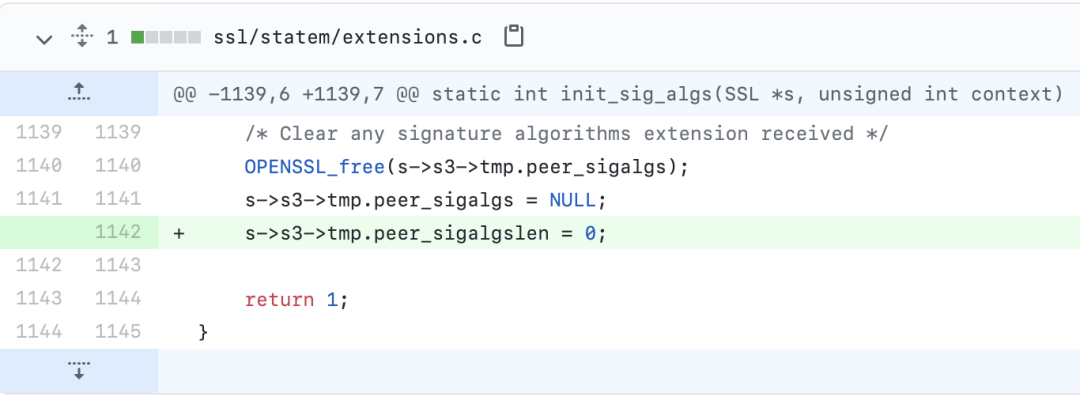 1 ssl/statem/extensions.c
@@ -1139,6 +1139,7 @@ static int init_sig_algs(SSL *s, unsigned int context)
1139 1139 /* Clear any signature algorithms extension received */
1140 1140 OPENSSL_free(s->s3->tmp.peer_sigalgs);
1141 1141 s->s3->tmp.peer_sigalgs = NULL;
1142 + s->s3->tmp.peer_sigalgslen = 0;
1142 1143
1143 1144 return 1;
1144 1145 }